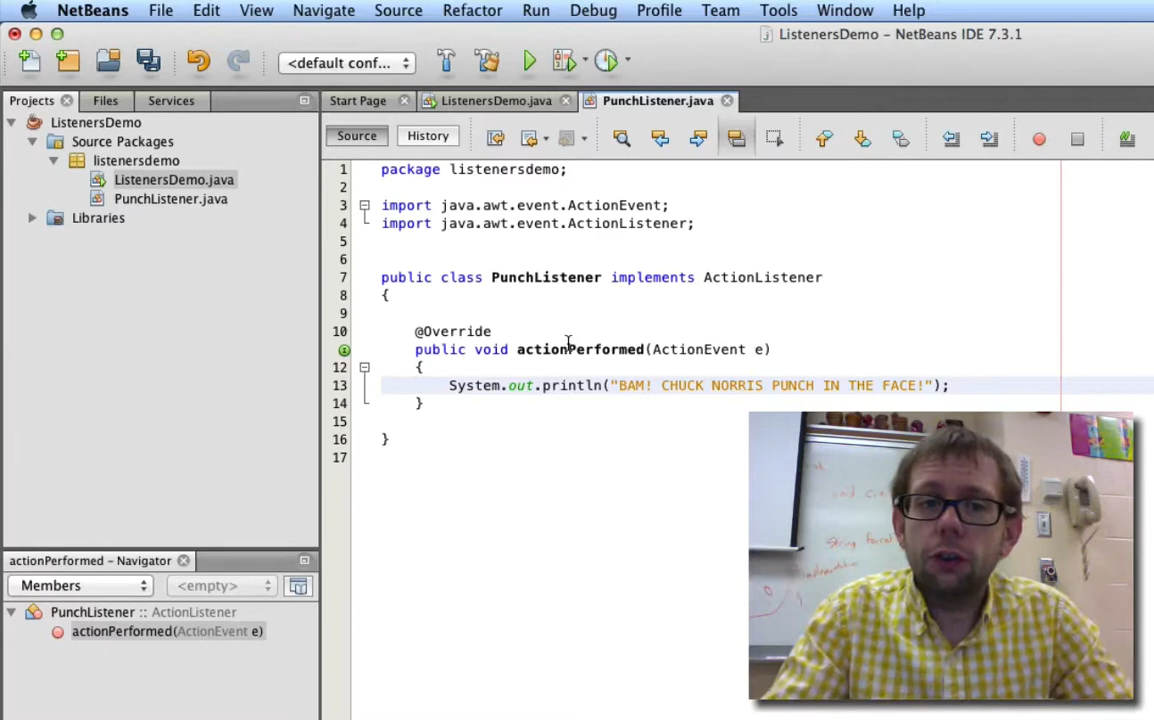 NetBeans File Edit View Navigate Source Refactor Run Debug Profile Team Tools Window Help
ListenersDemo - NetBeans IDE 7.3.1
<default conf...
Projects Files Services
ListenersDemo
Source Packages
listenersdemo
ListenersDemo.java
PunchListener.java
Libraries
Start Page ListenersDemo.java PunchListener.java
Source History
1 package listenersdemo;
2
3 import java.awt.event.ActionEvent;
4 import java.awt.event.ActionListener;
5
6
7 public class PunchListener implements ActionListener
8 {
9
10 @Override
public void actionPerformed(ActionEvent e)
12 {
13 System.out.println("BAM! CHUCK NORRIS PUNCH IN THE FACE!");
14 }
15
16 }
17
actionPerformed - Navigator
Members <empty>
PunchListener :: ActionListener
actionPerformed(ActionEvent e)
void
String